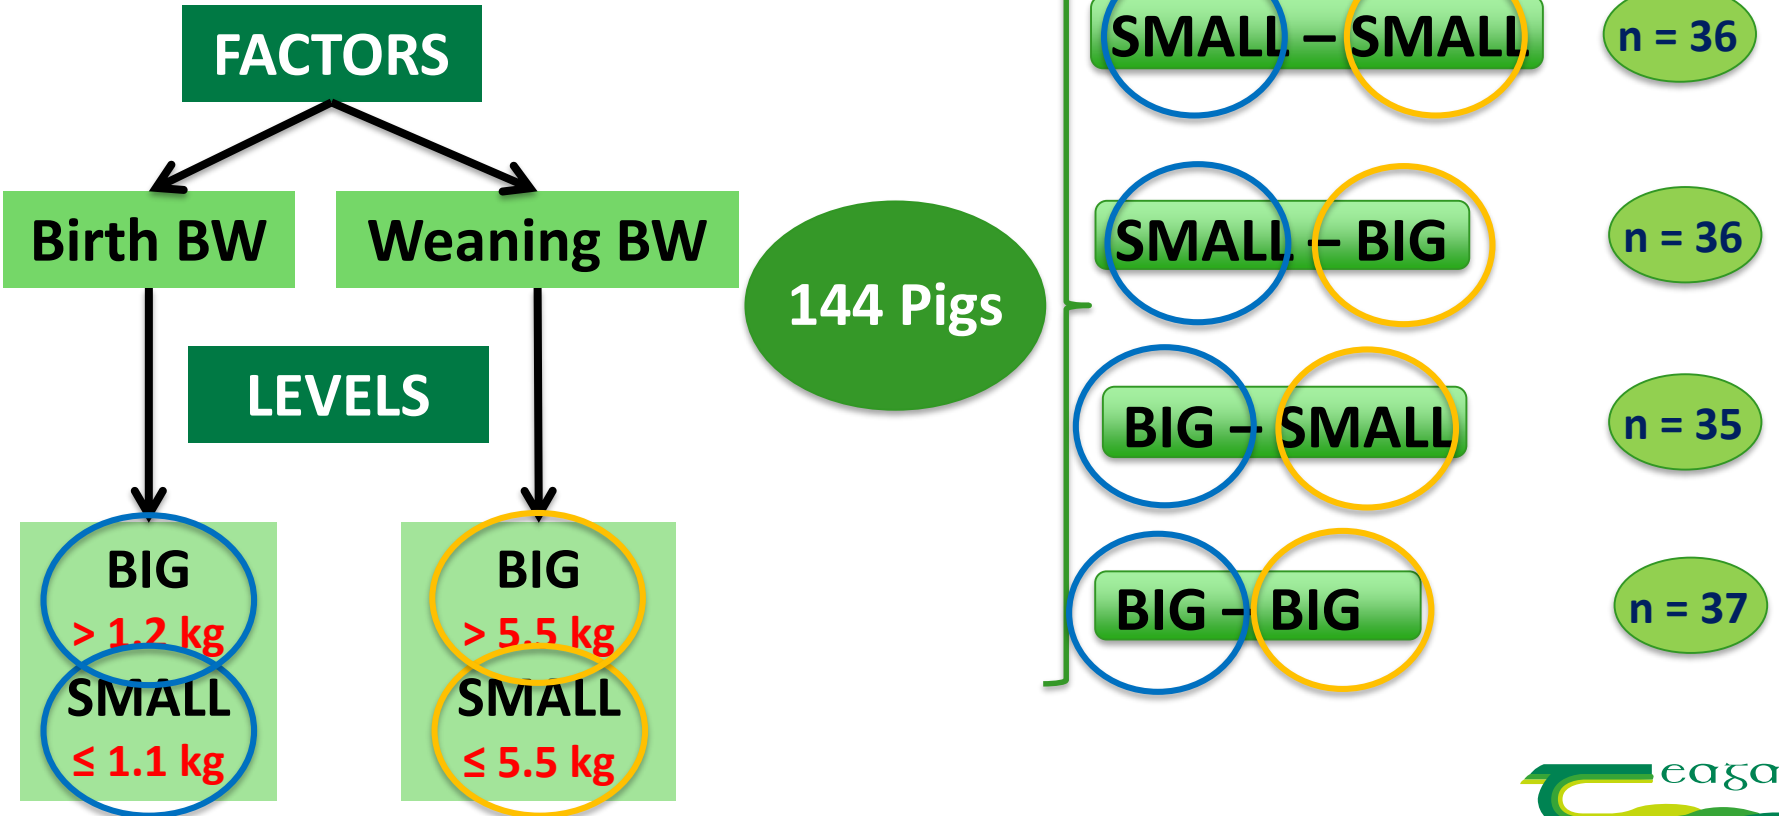 FACTORS
Birth BW
Weaning BW
LEVELS
BIG
> 1.2 kg
SMALL
≤ 1.1 kg
BIG
> 5.5 kg
SMALL
≤ 5.5 kg
144 Pigs
SMALL – SMALL
n = 36
SMALL – BIG
n = 36
BIG – SMALL
n = 35
BIG – BIG
n = 37
eaga